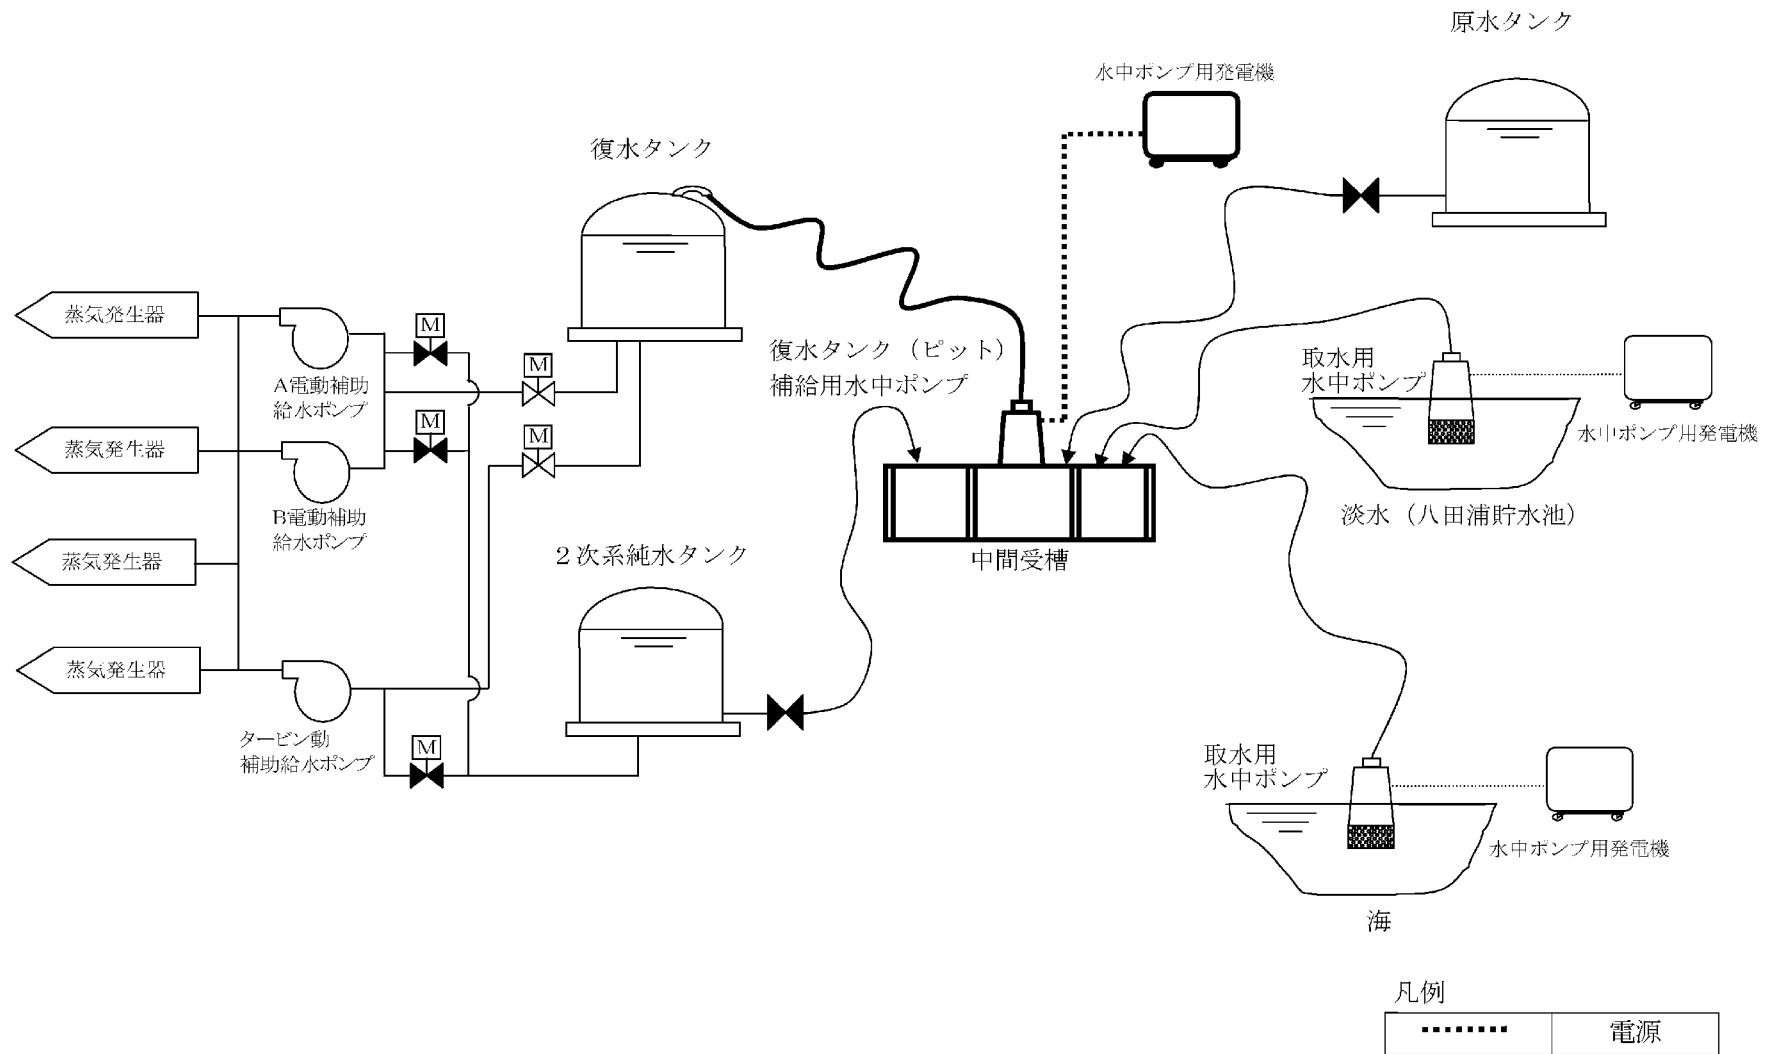 原水タンク
水中ポンプ用発電機
復水タンク
蒸気発生器
M
A電動補助
給水ポンプ
M
復水タンク（ピット）
補給用水中ポンプ
取水用
水中ポンプ
水中ポンプ用発電機
蒸気発生器
M
M
B電動補助
給水ポンプ
淡水（八田浦貯水池）
蒸気発生器
２次系純水タンク
中間受槽
蒸気発生器
タービン動
補助給水ポンプ
M
取水用
水中ポンプ
水中ポンプ用発電機
海
凡例
電源